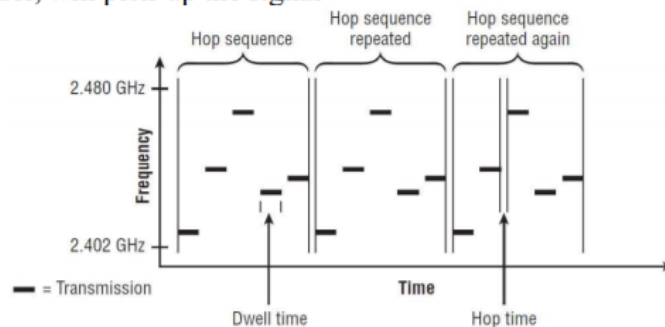 Hop sequence
Hop sequence
repeated
Hop sequence
repeated again
2.480 GHz
Frequency
2.402 GHz
= Transmission
Time
Dwell time
Hop time